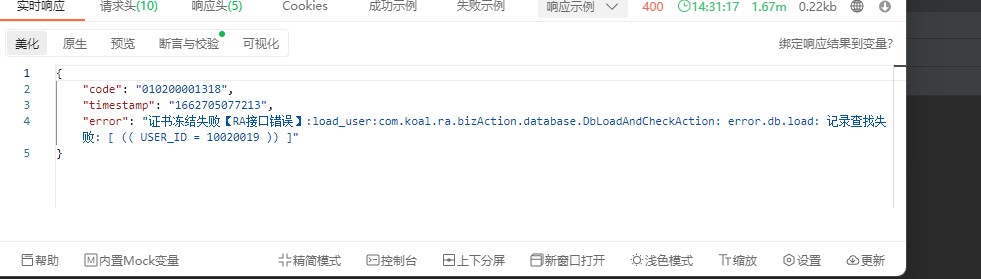 实时响应 请求头(10) 响应头(5) Cookies 成功示例 失败示例 响应示例 400 14:31:17 1.67m 0.22kb
美化 原生 预览 断言与校验 可视化 绑定响应结果到变量?
1 {
2 "code": "010200001318",
3 "timestamp": "1662705077213",
4 "error": "证书冻结失败【RA接口错误】:load_user:com.koal.ra.bizAction.database.DbLoadAndCheckAction: error.db.load: 记录查找失
败: [ (( USER_ID = 10020019 )) ]"
5 }
帮助 内置Mock变量 精简模式 控制台 上下分屏 新窗口打开 浅色模式 Tr缩放 设置 更新